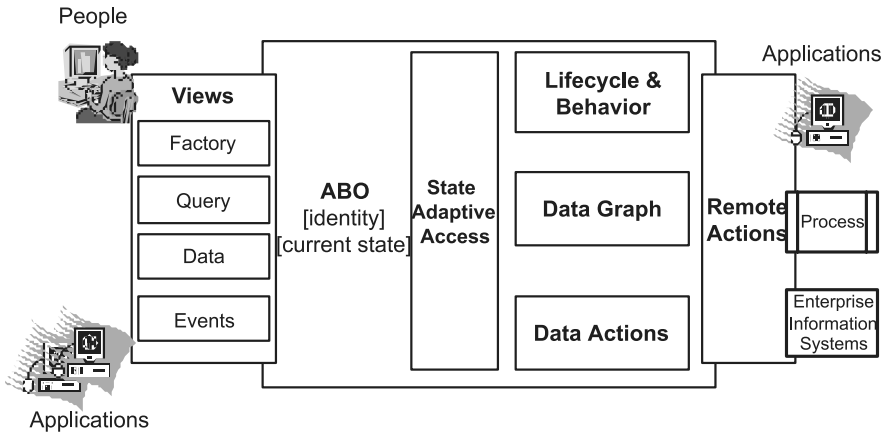 People
Applications
Views
Factory
Query
Data
Events
ABO
[identity]
[current state]
State
Adaptive
Access
Lifecycle &
Behavior
Data Graph
Data Actions
Remote
Actions
Process
Enterprise
Information
Systems
Applications